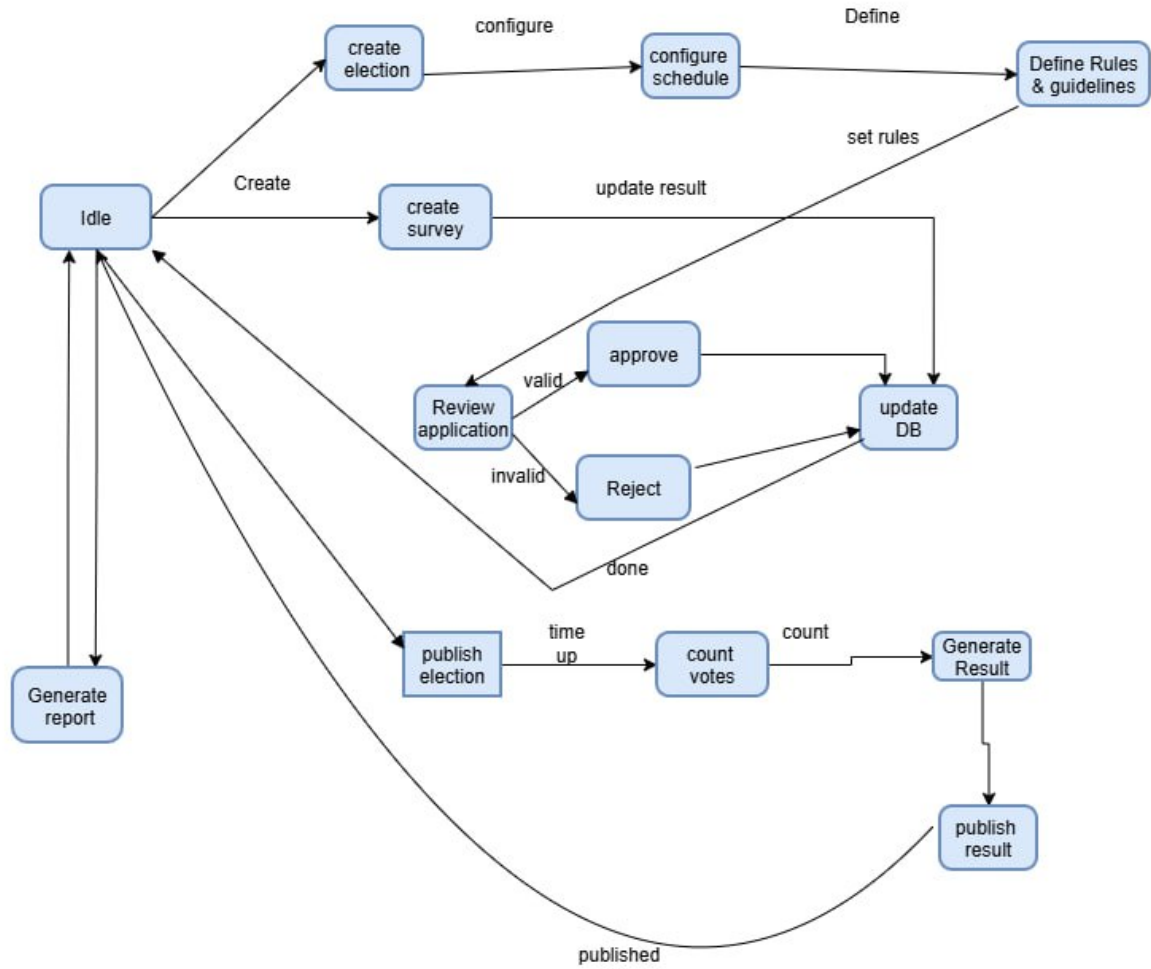 Define
configure
create
election
configure
schedule
Define Rules
& guidelines
set rules
Create
update result
Idle
create
survey
approve
valid
Review
application
update
DB
invalid
Reject
done
time
up
count
publish
election
count
votes
Generate
Result
Generate
report
publish
result
published